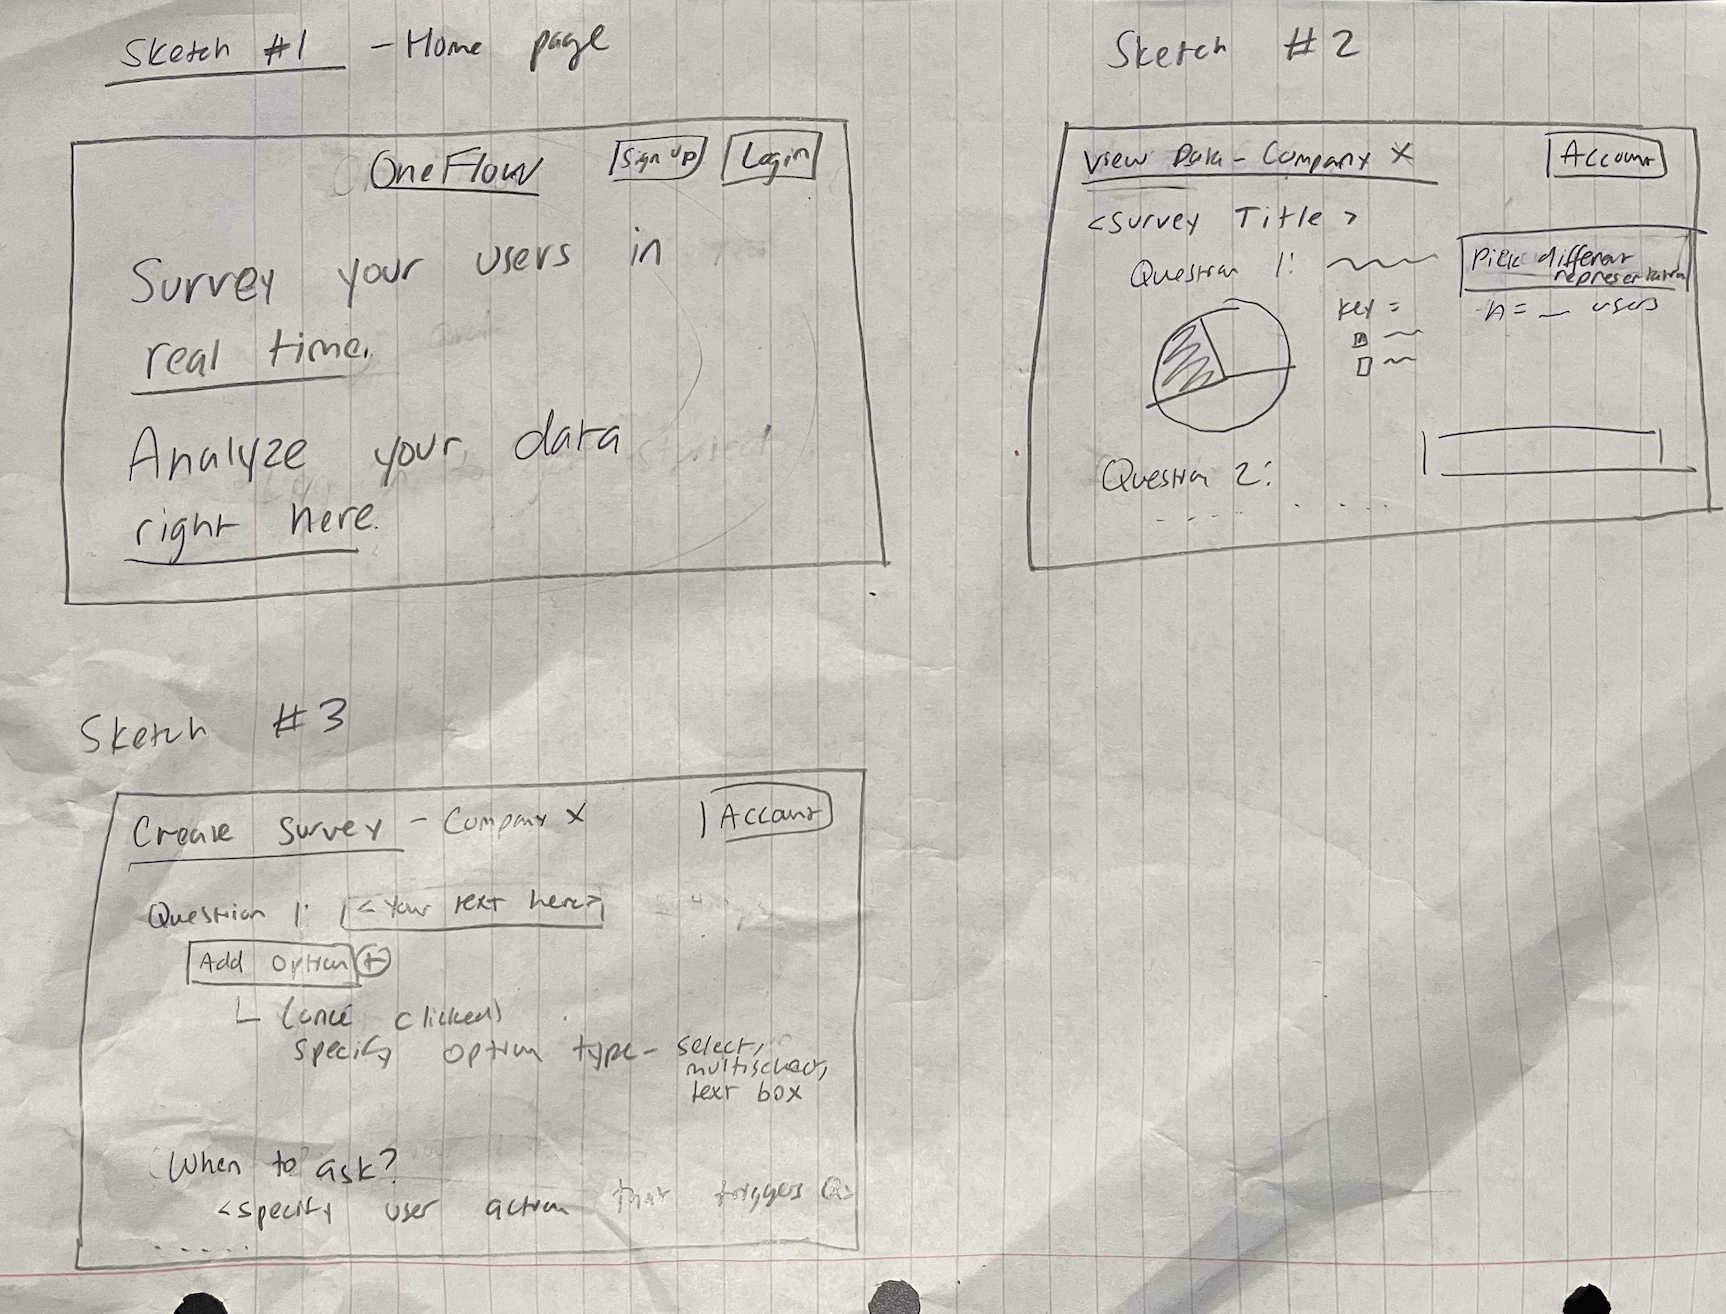 Sketch #1 - Home page
OneFlow
Sign UP
Login
Survey your users in
real time.
Analyze your data
right here.
Sketch #2
View Data - Company X
Account
<Survey Title>
Question 1:
Pick different
representation
n = _ users
key =
Question 2:
.......
Sketch #3
Create Survey - Company X
Account
Question 1: <Your text here>
Add Option +
(once clicked)
specify option type - select,
multiselect,
text box
When to ask?
<specify user action that triggers Qs
.....